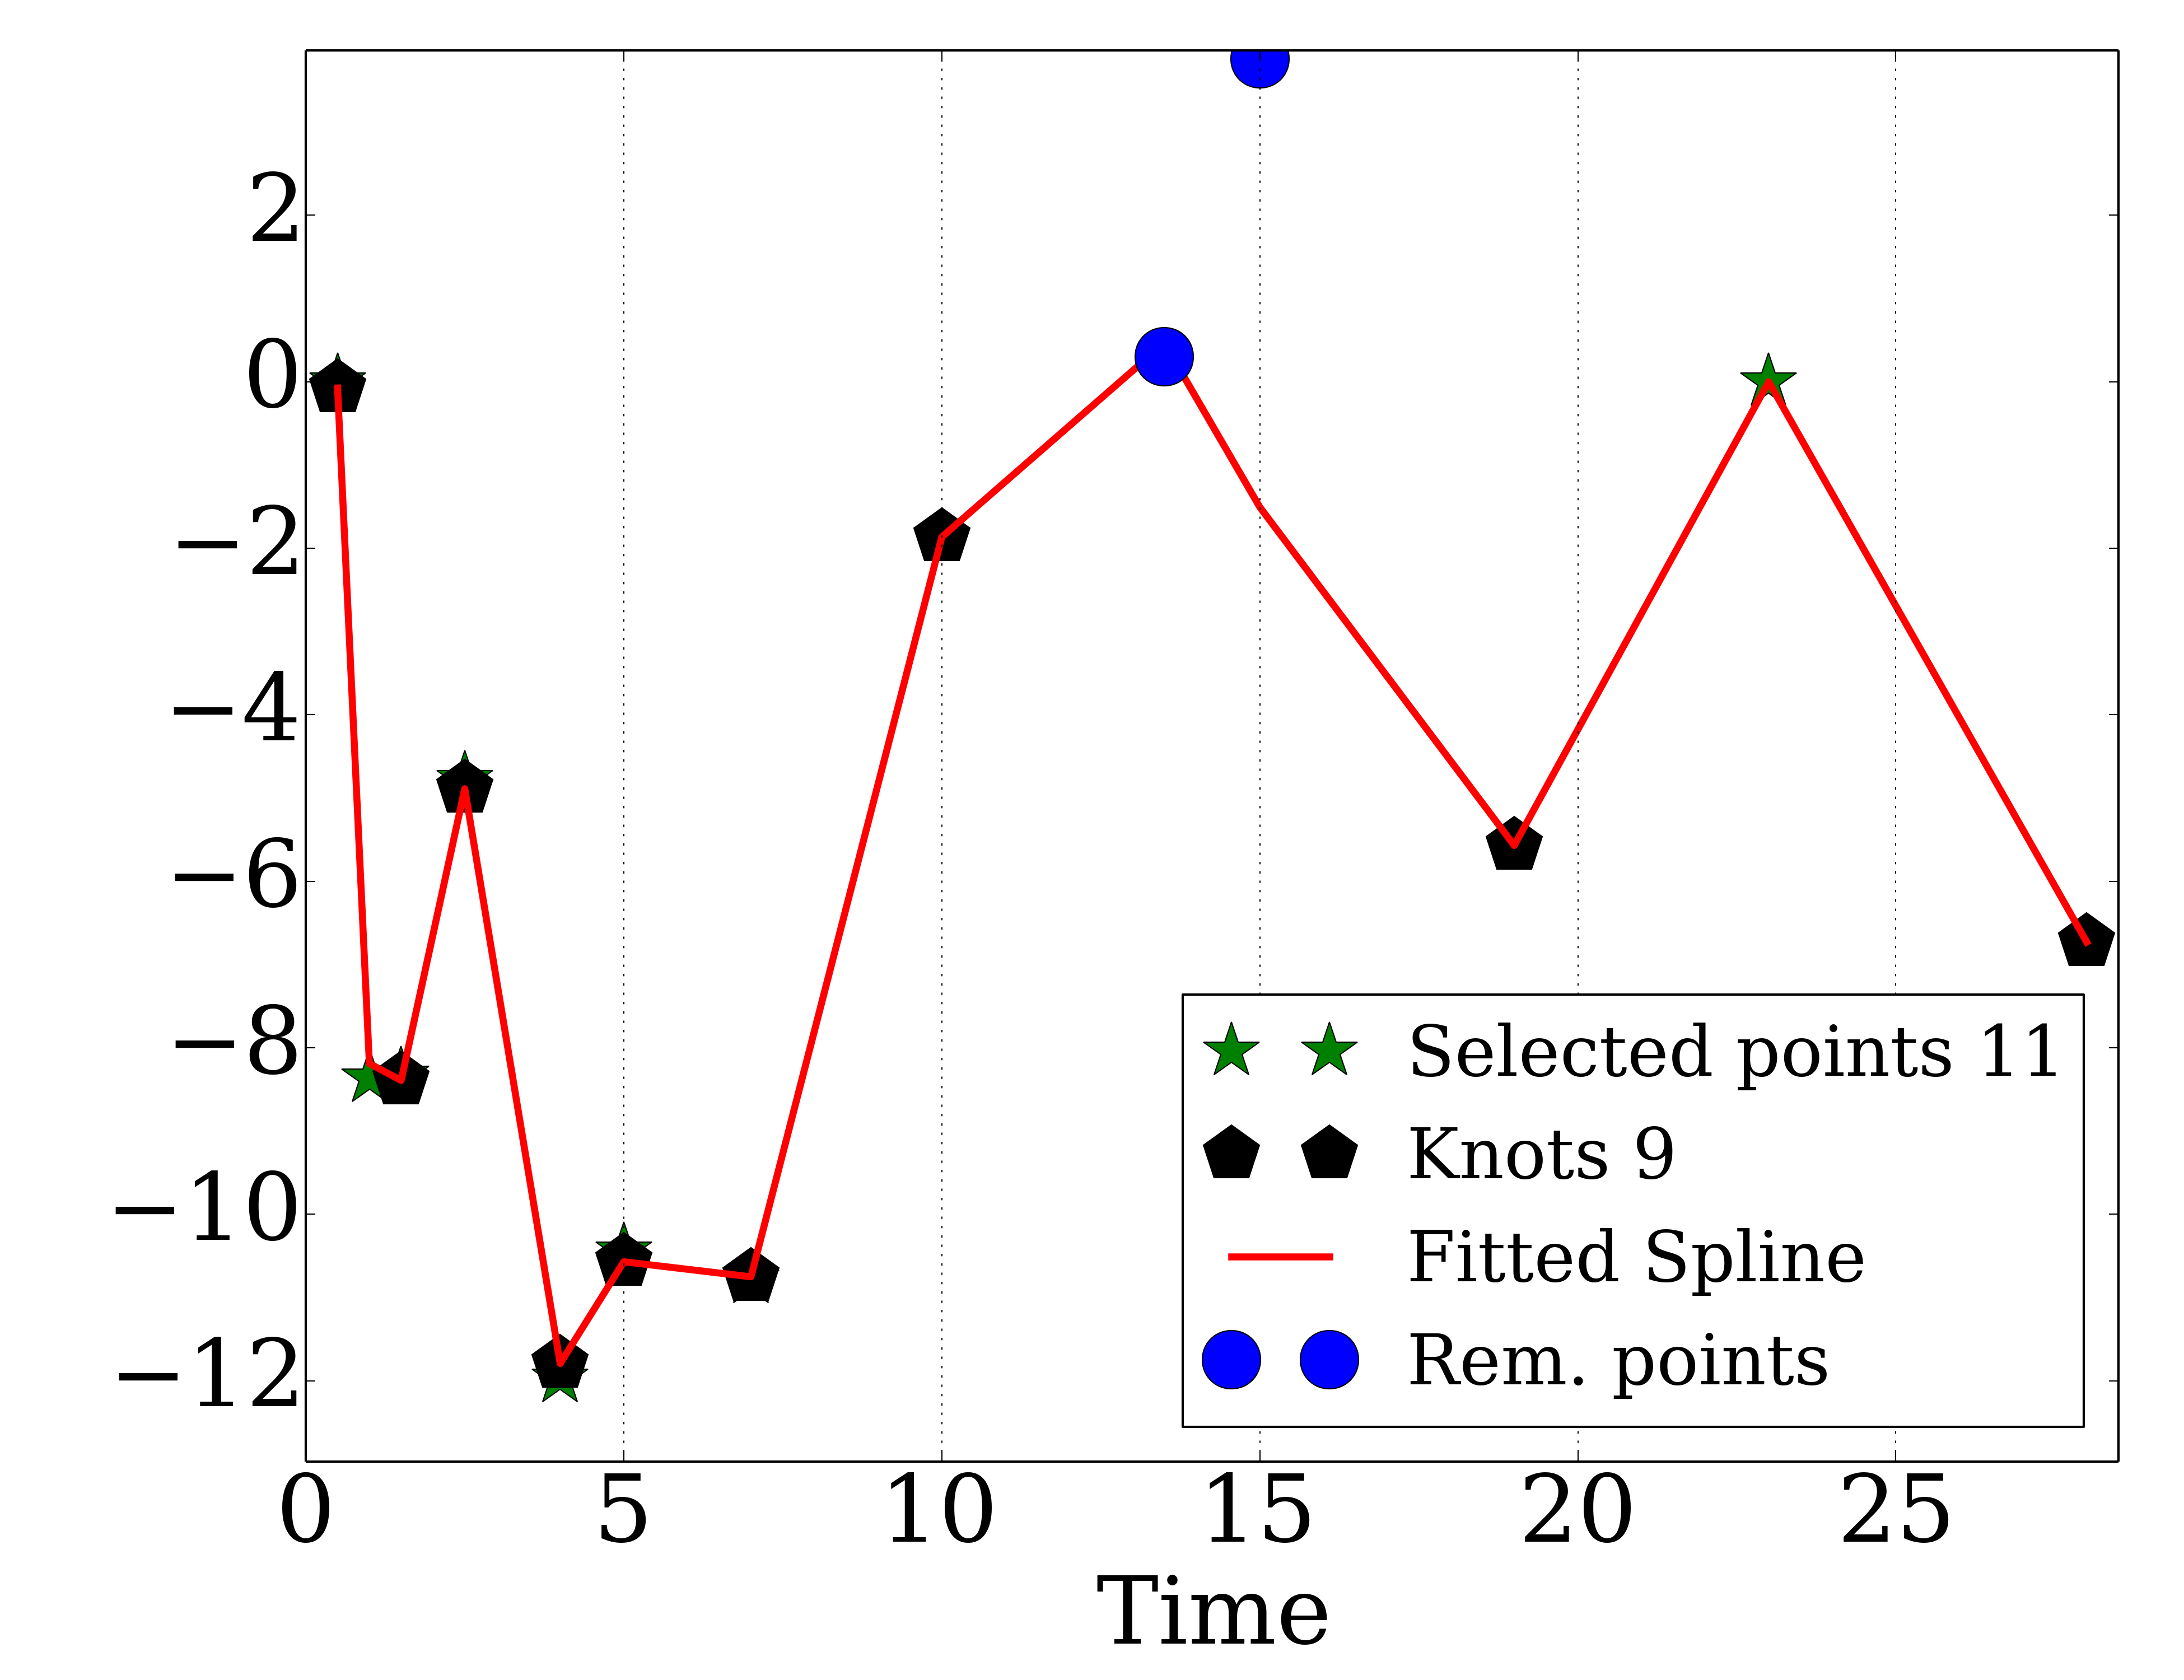 2
0
−2
−4
−6
−8
−10
−12
0 5 10 15 20 25
Time
Selected points 11
Knots 9
Fitted Spline
Rem. points